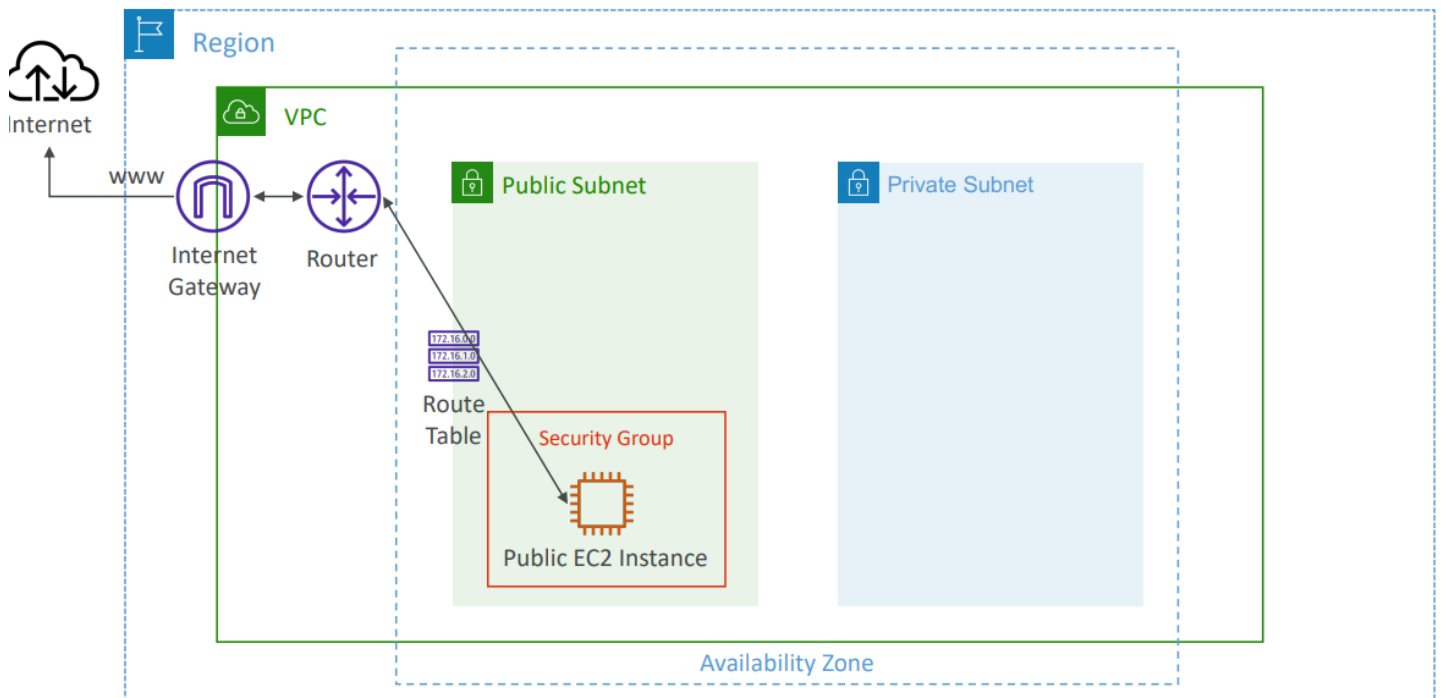 Region
Internet
VPC
www
Public Subnet
Private Subnet
Internet
Gateway
Router
172.16.0.0
172.16.1.0
172.16.2.0
Route
Table
Security Group
Public EC2 Instance
Availability Zone